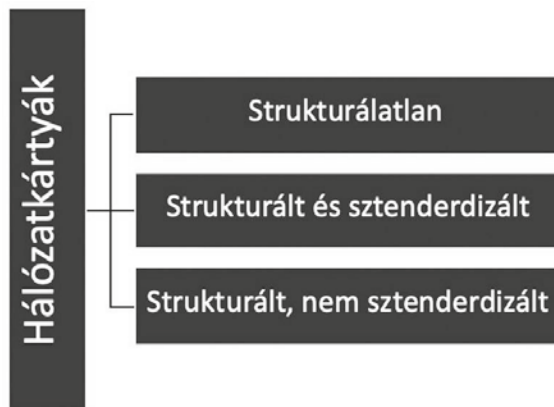 Hálózatkártyák
Strukturálatlan
Strukturált és sztenderdizált
Strukturált, nem sztenderdizált